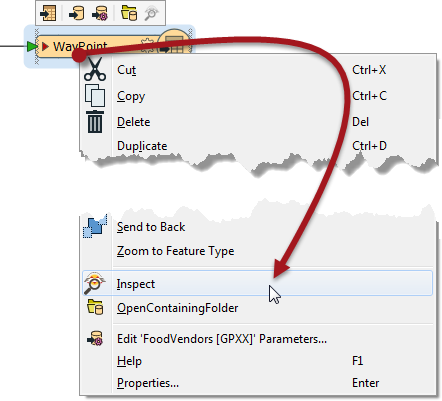 WayPoint
Cut Ctrl+X
Copy Ctrl+C
Delete Del
Duplicate Ctrl+D
Send to Back
Zoom to Feature Type
Inspect
OpenContainingFolder
Edit 'FoodVendors [GPXX]' Parameters...
Help F1
Properties... Enter